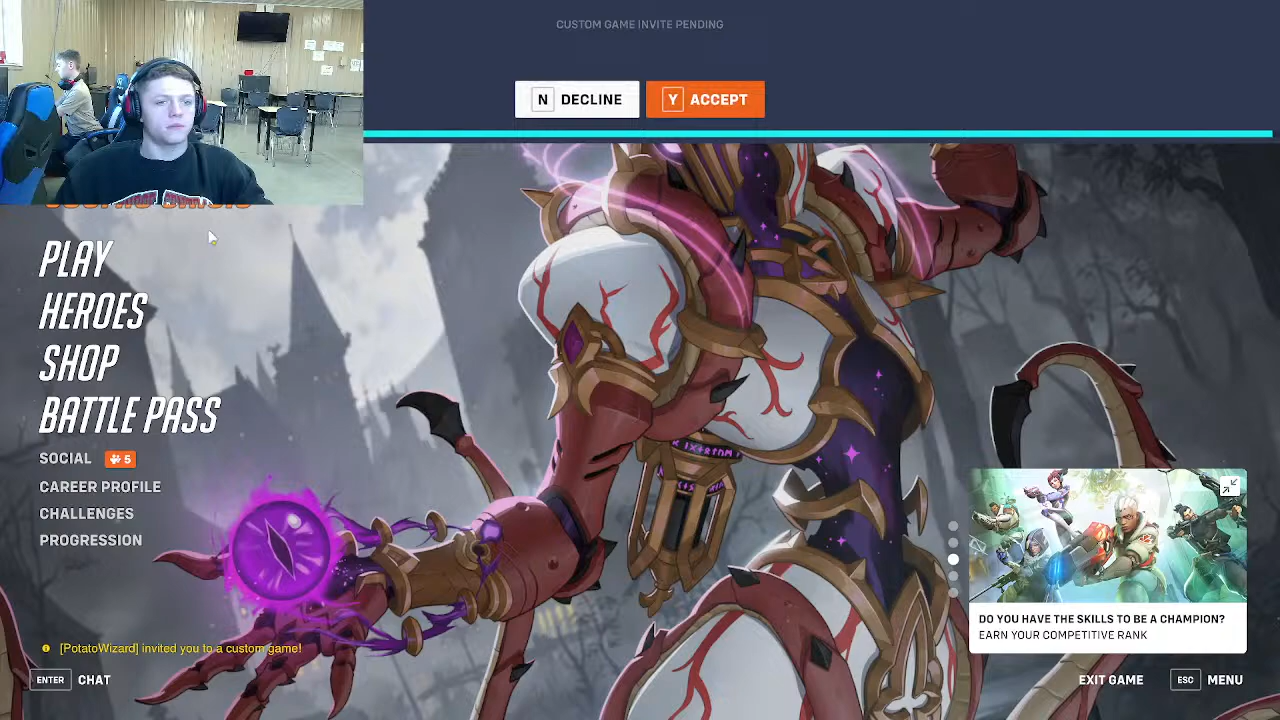 CUSTOM GAME INVITE PENDING
N DECLINE
Y ACCEPT
PLAY
HEROES
SHOP
BATTLE PASS
SOCIAL 5
CAREER PROFILE
CHALLENGES
PROGRESSION
DO YOU HAVE THE SKILLS TO BE A CHAMPION?
EARN YOUR COMPETITIVE RANK
[PotatoWizard] invited you to a custom game!
ENTER CHAT
EXIT GAME
ESC MENU